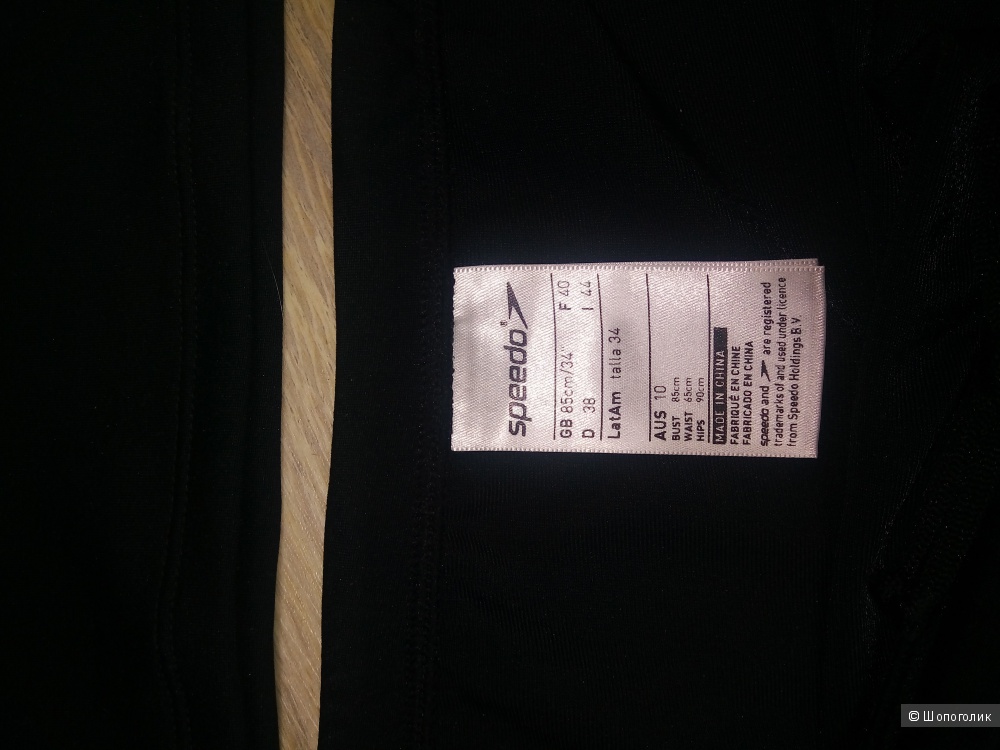 speedo®
GB 85cm/34" F 40
D 38 I 44
LatAm talla 34
AUS 10
BUST 85cm
WAIST 65cm
HIPS 90cm
MADE IN CHINA
FABRIQUÉ EN CHINE
FABRICADO EN CHINA
speedo and are registered
trademarks of and used under licence
from Speedo Holdings B.V.
© Шопоголик